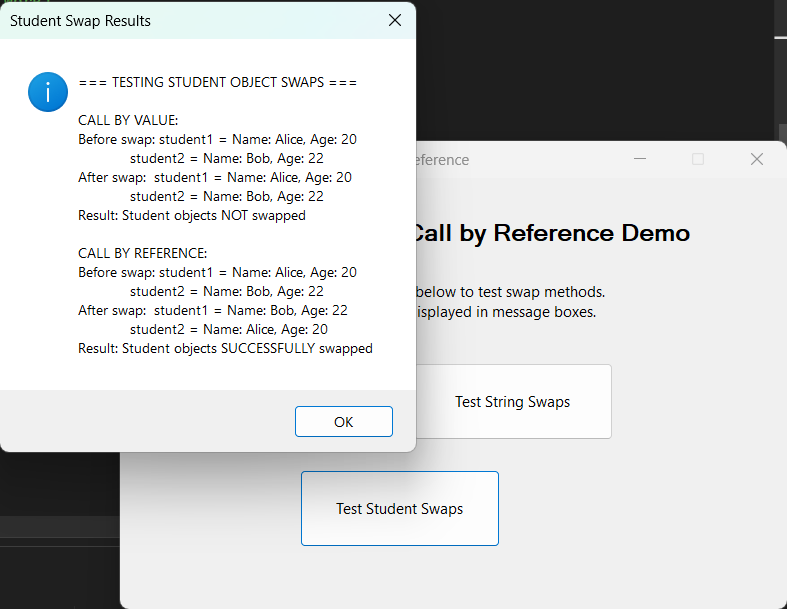 Student Swap Results
=== TESTING STUDENT OBJECT SWAPS ===
CALL BY VALUE:
Before swap: student1 = Name: Alice, Age: 20
student2 = Name: Bob, Age: 22
After swap:  student1 = Name: Alice, Age: 20
student2 = Name: Bob, Age: 22
Result: Student objects NOT swapped
CALL BY REFERENCE:
Before swap: student1 = Name: Alice, Age: 20
student2 = Name: Bob, Age: 22
After swap:  student1 = Name: Bob, Age: 22
student2 = Name: Alice, Age: 20
Result: Student objects SUCCESSFULLY swapped
OK
Call by Reference Demo
below to test swap methods.
in message boxes.
Test String Swaps
Test Student Swaps